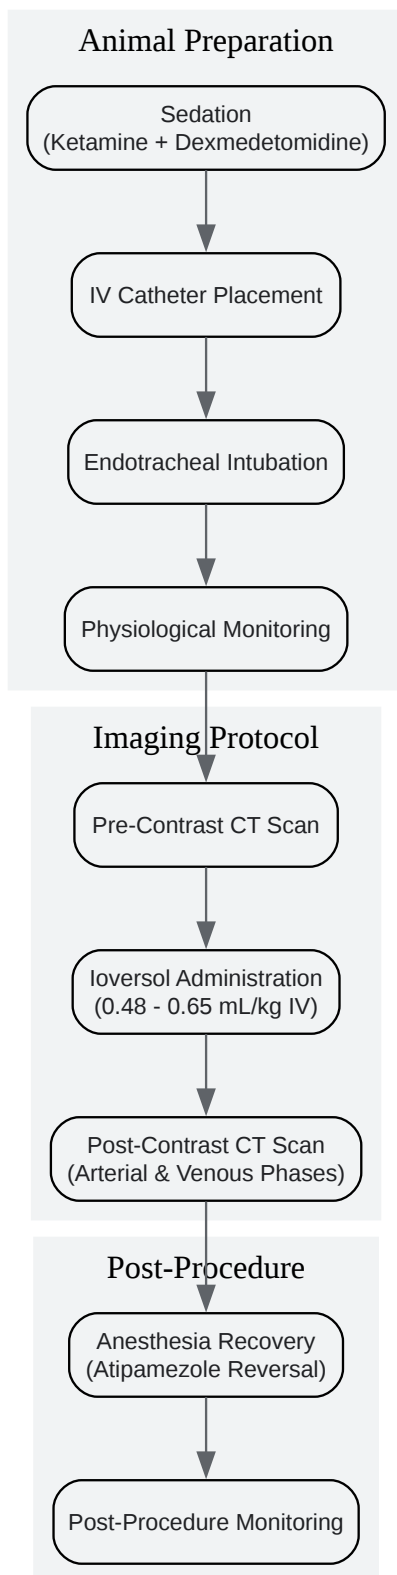 Animal Preparation
Sedation
(Ketamine + Dexmedetomidine)
IV Catheter Placement
Endotracheal Intubation
Physiological Monitoring
Imaging Protocol
Pre-Contrast CT Scan
Ioversol Administration
(0.48 - 0.65 mL/kg IV)
Post-Contrast CT Scan
(Arterial & Venous Phases)
Post-Procedure
Anesthesia Recovery
(Atipamezole Reversal)
Post-Procedure Monitoring